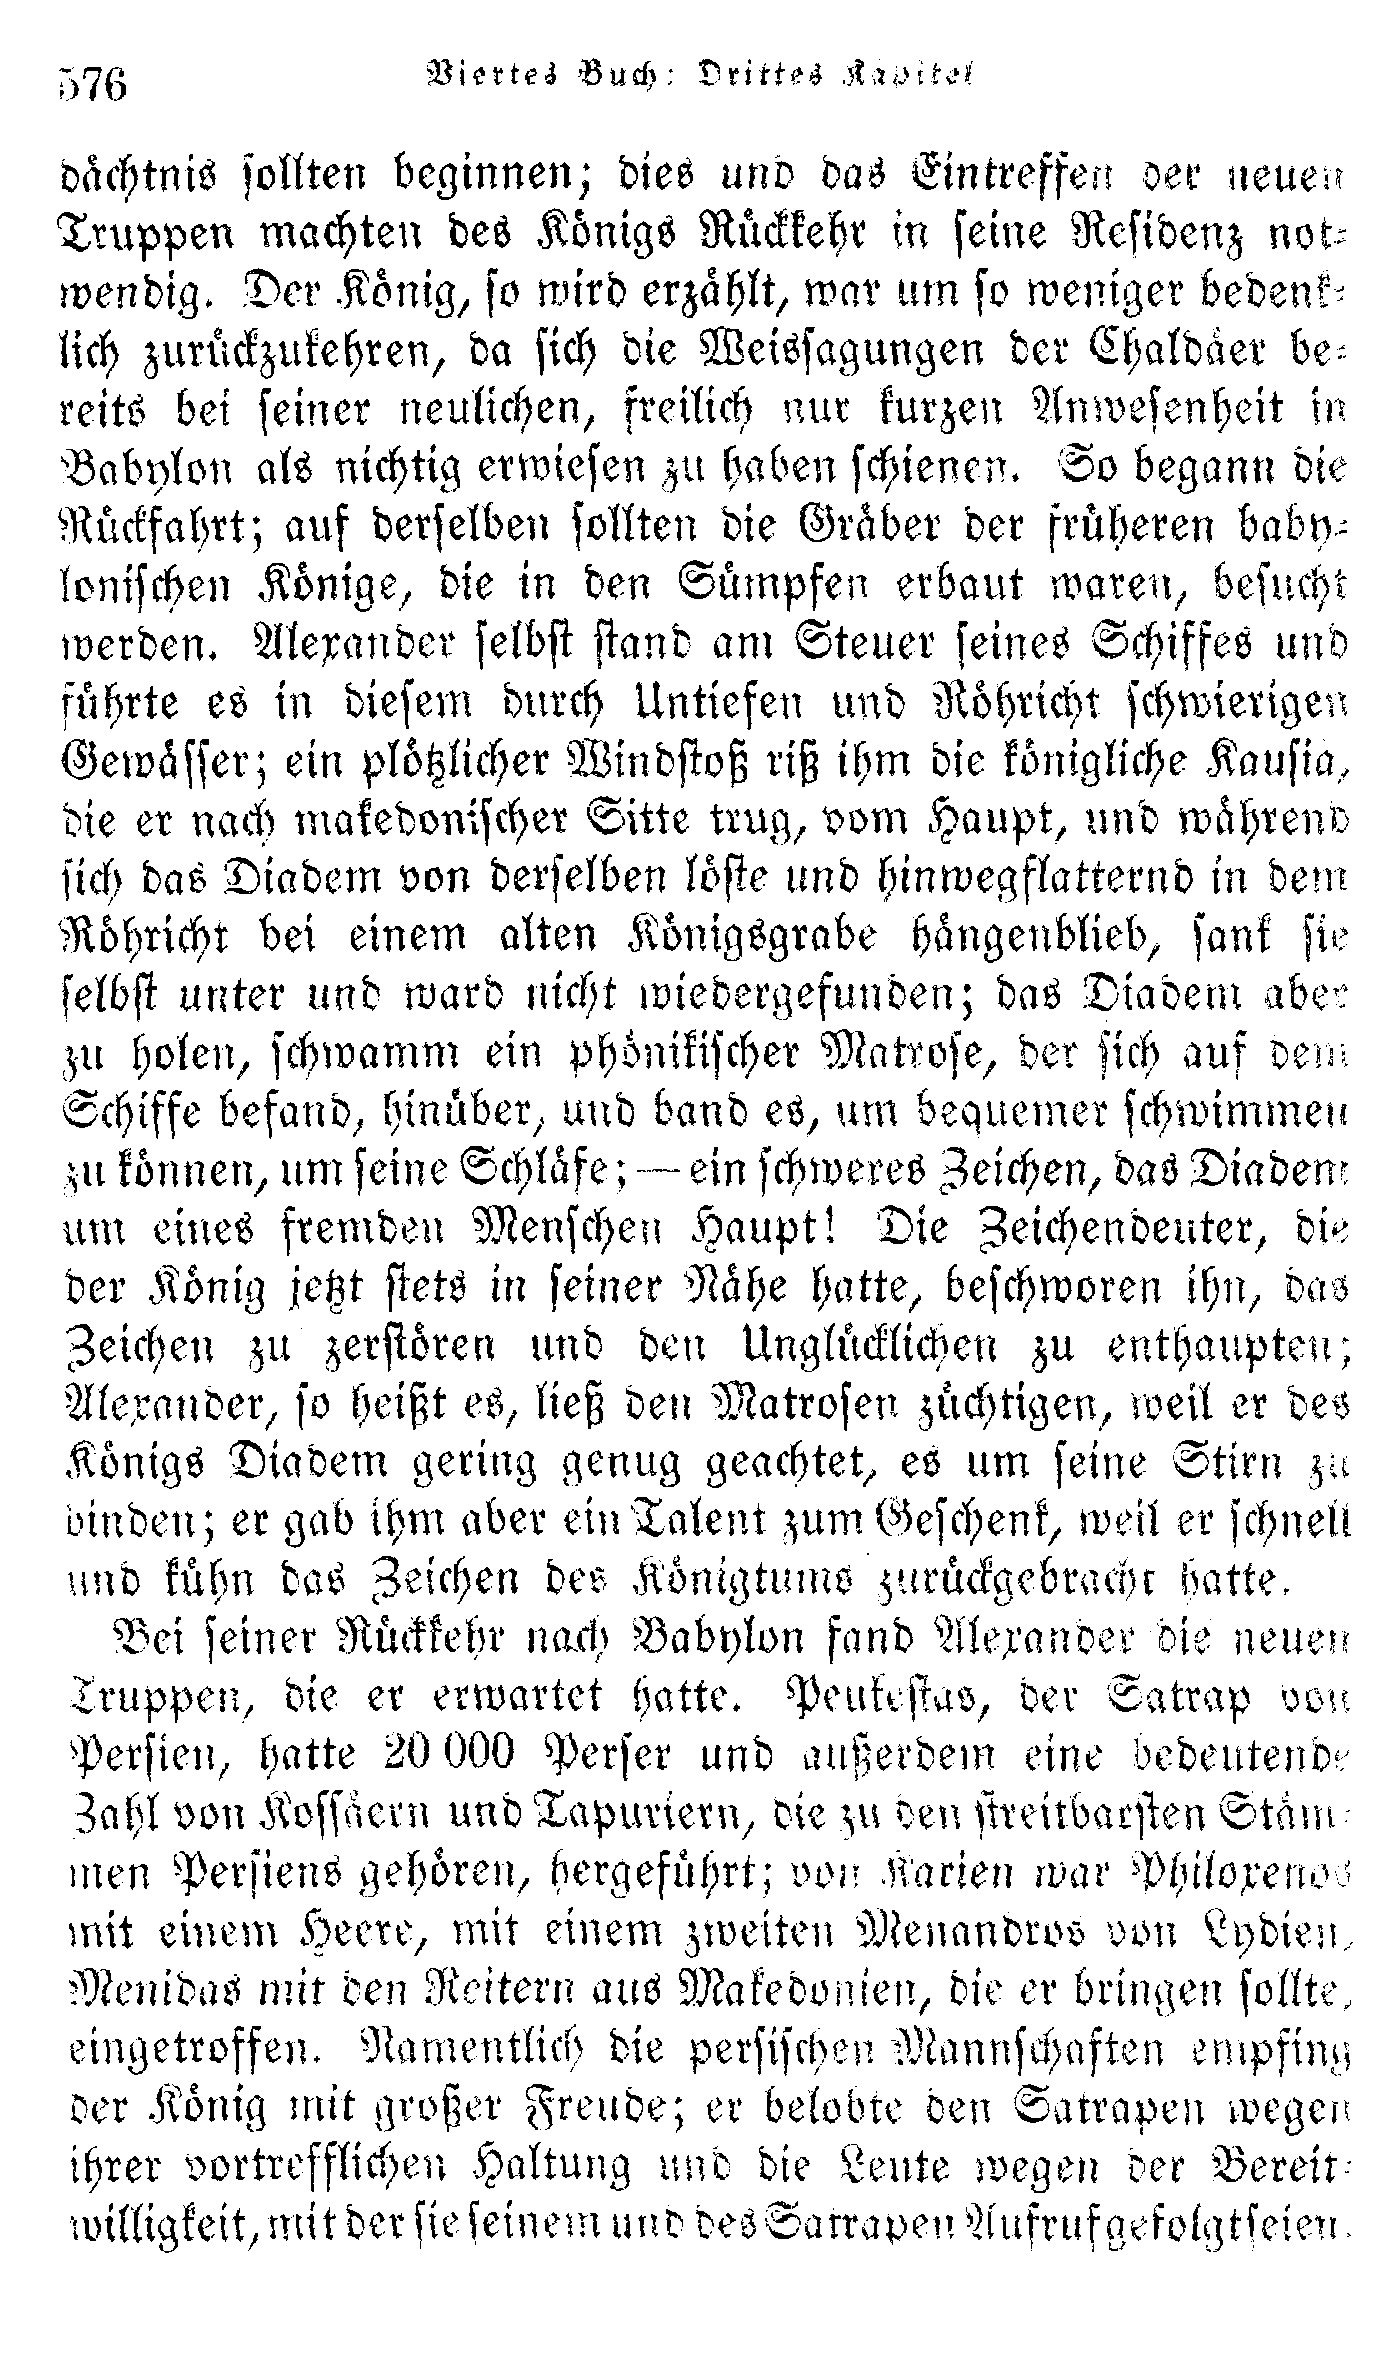 576
Viertes Buch: Drittes Kapitel
dächtnis sollten beginnen; dies und das Eintreffen der neuen
Truppen machten des Königs Rückkehr in seine Residenz not-
wendig. Der König, so wird erzählt, war um so weniger bedenk-
lich zurückzukehren, da sich die Weissagungen der Chaldäer be-
reits bei seiner neulichen, freilich nur kurzen Anwesenheit in
Babylon als nichtig erwiesen zu haben schienen. So begann die
Rückfahrt; auf derselben sollten die Gräber der früheren baby-
lonischen Könige, die in den Sümpfen erbaut waren, besucht
werden. Alexander selbst stand am Steuer seines Schiffes und
führte es in diesem durch Untiefen und Röhricht schwierigen
Gewässer; ein plötzlicher Windstoß riß ihm die königliche Kausia,
die er nach makedonischer Sitte trug, vom Haupt, und während
sich das Diadem von derselben löste und hinwegflatternd in dem
Röhricht bei einem alten Königsgrabe hängenblieb, sank sie
selbst unter und ward nicht wiedergefunden; das Diadem aber
zu holen, schwamm ein phönikischer Matrose, der sich auf dem
Schiffe befand, hinüber, und band es, um bequemer schwimmen
zu können, um seine Schläfe; — ein schweres Zeichen, das Diadem
um eines fremden Menschen Haupt! Die Zeichendeuter, die
der König jetzt stets in seiner Nähe hatte, beschworen ihn, das
Zeichen zu zerstören und den Unglücklichen zu enthaupten;
Alexander, so heißt es, ließ den Matrosen züchtigen, weil er des
Königs Diadem gering genug geachtet, es um seine Stirn zu
binden; er gab ihm aber ein Talent zum Geschenk, weil er schnell
und kühn das Zeichen des Königtums zurückgebracht hatte.
Bei seiner Rückkehr nach Babylon fand Alexander die neuen
Truppen, die er erwartet hatte. Peukestas, der Satrap von
Persien, hatte 20 000 Perser und außerdem eine bedeutende
Zahl von Kossäern und Tapuriern, die zu den streitbarsten Stäm-
men Persiens gehören, hergeführt; von Karien war Philoxenos
mit einem Heere, mit einem zweiten Menandros von Lydien,
Menidas mit den Reitern aus Makedonien, die er bringen sollte,
eingetroffen. Namentlich die persischen Mannschaften empfing
der König mit großer Freude; er belobte den Satrapen wegen
ihrer vortrefflichen Haltung und die Leute wegen der Bereit-
willigkeit, mit der sie seinem und des Satrapen Aufruf gefolgt seien.